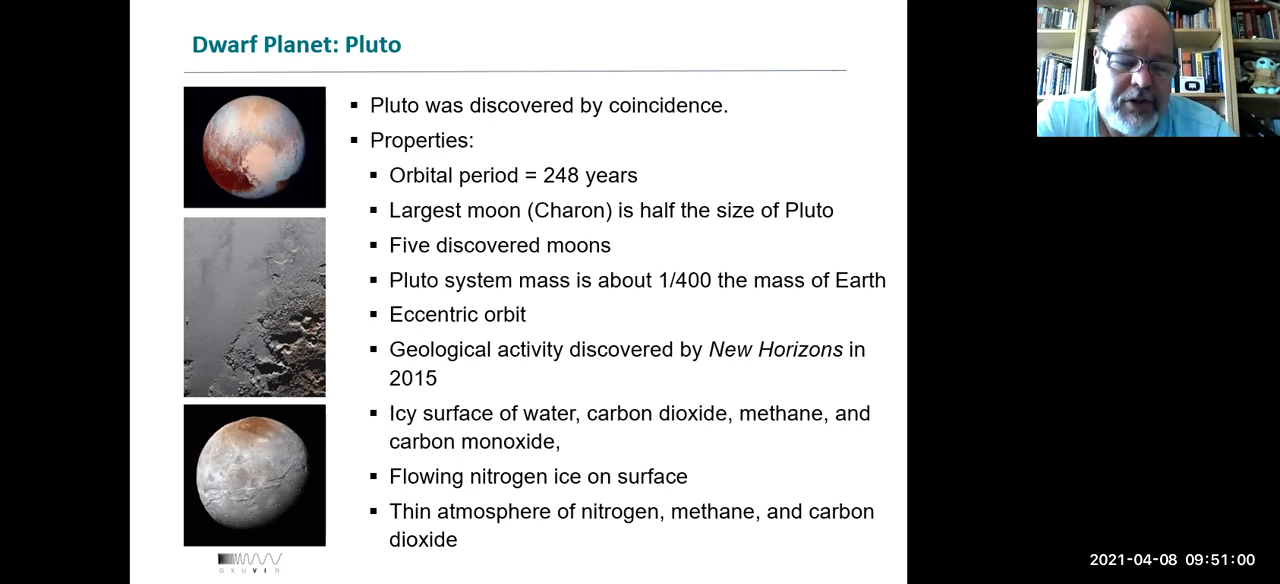 Dwarf Planet: Pluto
▪ Pluto was discovered by coincidence.
▪ Properties:
▪ Orbital period = 248 years
▪ Largest moon (Charon) is half the size of Pluto
▪ Five discovered moons
▪ Pluto system mass is about 1/400 the mass of Earth
▪ Eccentric orbit
▪ Geological activity discovered by New Horizons in
2015
▪ Icy surface of water, carbon dioxide, methane, and
carbon monoxide,
▪ Flowing nitrogen ice on surface
▪ Thin atmosphere of nitrogen, methane, and carbon
dioxide
G X U V I R
2021-04-08 09:51:00